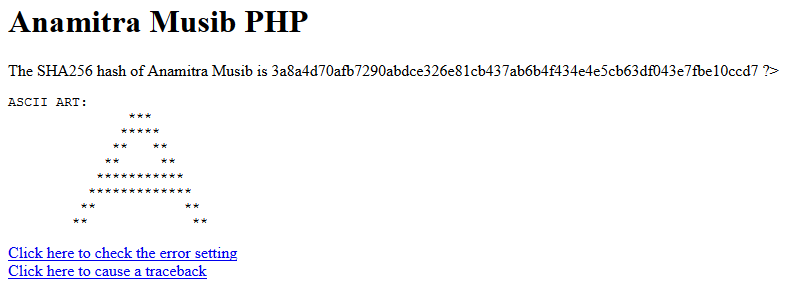 Anamitra Musib PHP
The SHA256 hash of Anamitra Musib is 3a8a4d70afb7290abdce326e81cb437ab6b4f434e4e5cb63df043e7fbe10ccd7 ?>
ASCII ART:
               ***
              *****
             **   **
            **     **
           ***********
          *************
         **           **
        **             **
Click here to check the error setting
Click here to cause a traceback